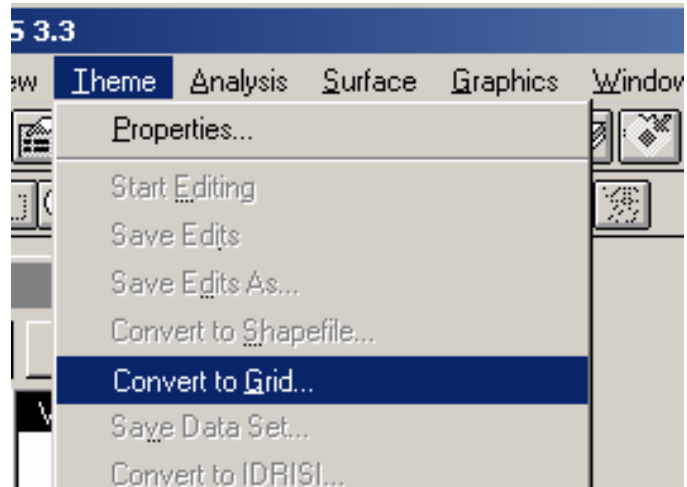 S 3.3
ew Theme Analysis Surface Graphics Window
Properties...
Start Editing
Save Edits
Save Edits As...
Convert to Shapefile...
Convert to Grid...
Save Data Set...
Convert to IDRISI...